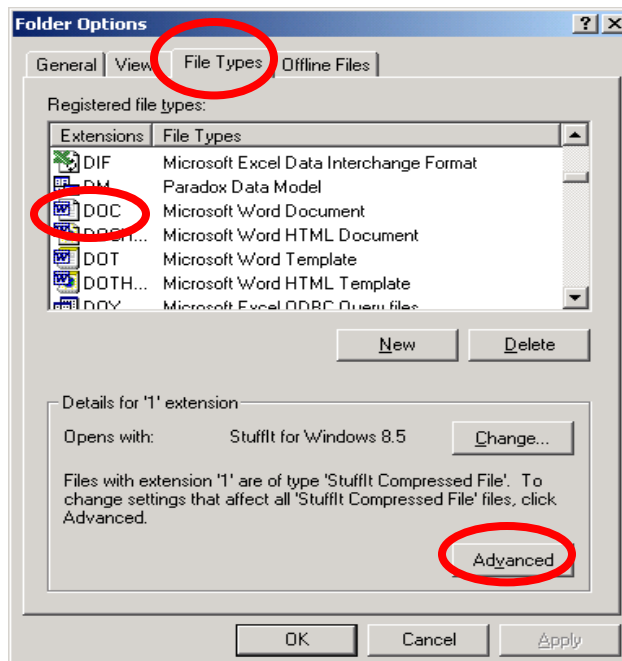 Folder Options
General View File Types Offline Files
Registered file types:
Extensions File Types
DIF Microsoft Excel Data Interchange Format
DM Paradox Data Model
DOC Microsoft Word Document
DOCH... Microsoft Word HTML Document
DOT Microsoft Word Template
DOTH... Microsoft Word HTML Template
DQY Microsoft Excel ODBC Query files
New Delete
Details for '1' extension
Opens with: StuffIt for Windows 8.5 Change...
Files with extension '1' are of type 'StuffIt Compressed File'. To
change settings that affect all 'StuffIt Compressed File' files, click
Advanced.
Advanced
OK Cancel Apply